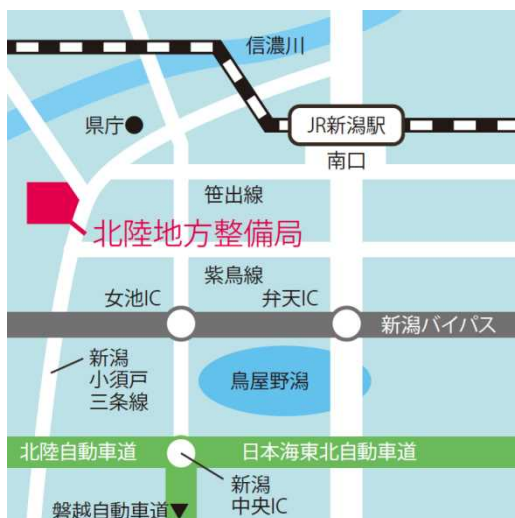 信濃川
県庁
JR新潟駅
南口
笹出線
北陸地方整備局
紫鳥線
女池IC
弁天IC
新潟バイパス
新潟
小須戸
三条線
鳥屋野潟
北陸自動車道
日本海東北自動車道
新潟
中央IC
磐越自動車道▼